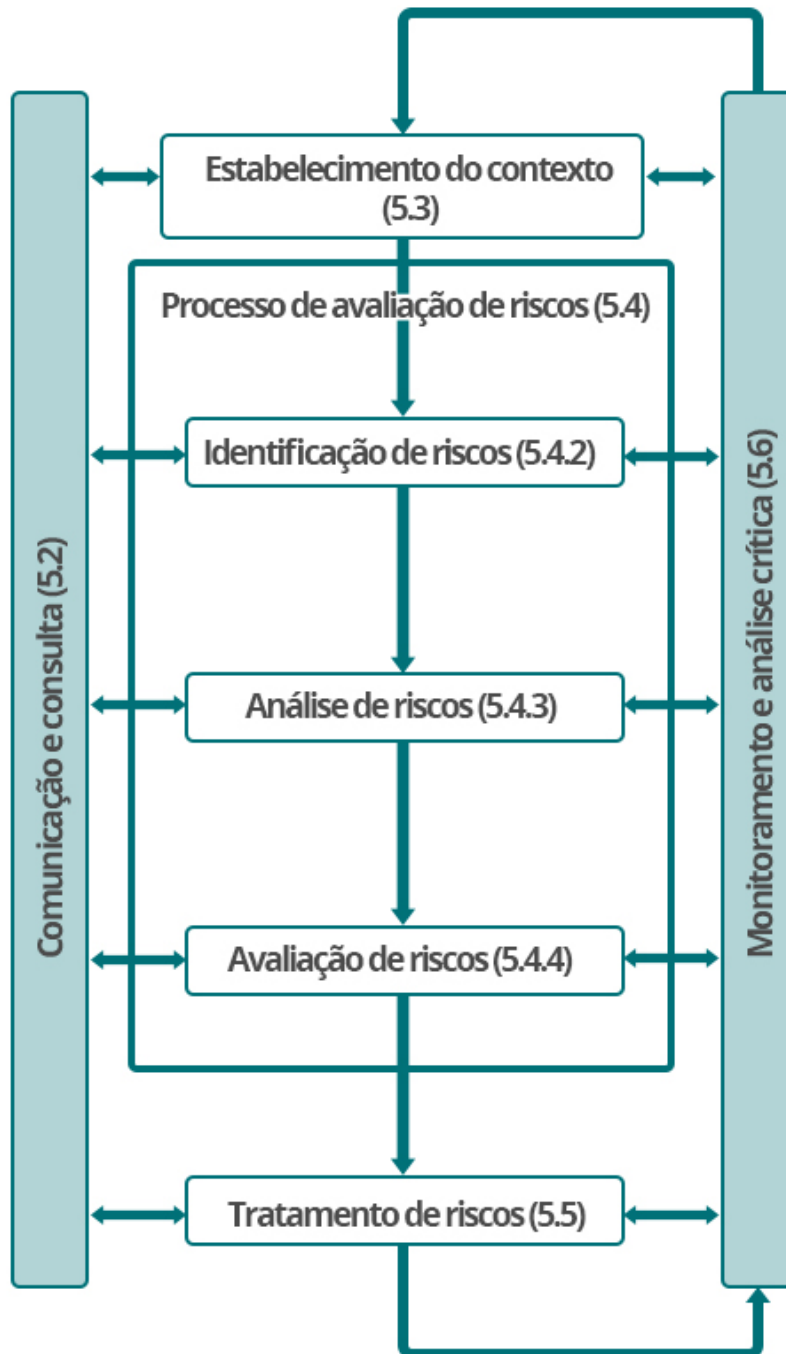 Estabelecimento do contexto
(5.3)
Processo de avaliação de riscos (5.4)
Identificação de riscos (5.4.2)
Análise de riscos (5.4.3)
Avaliação de riscos (5.4.4)
Tratamento de riscos (5.5)
Comunicação e consulta (5.2)
Monitoramento e análise crítica (5.6)